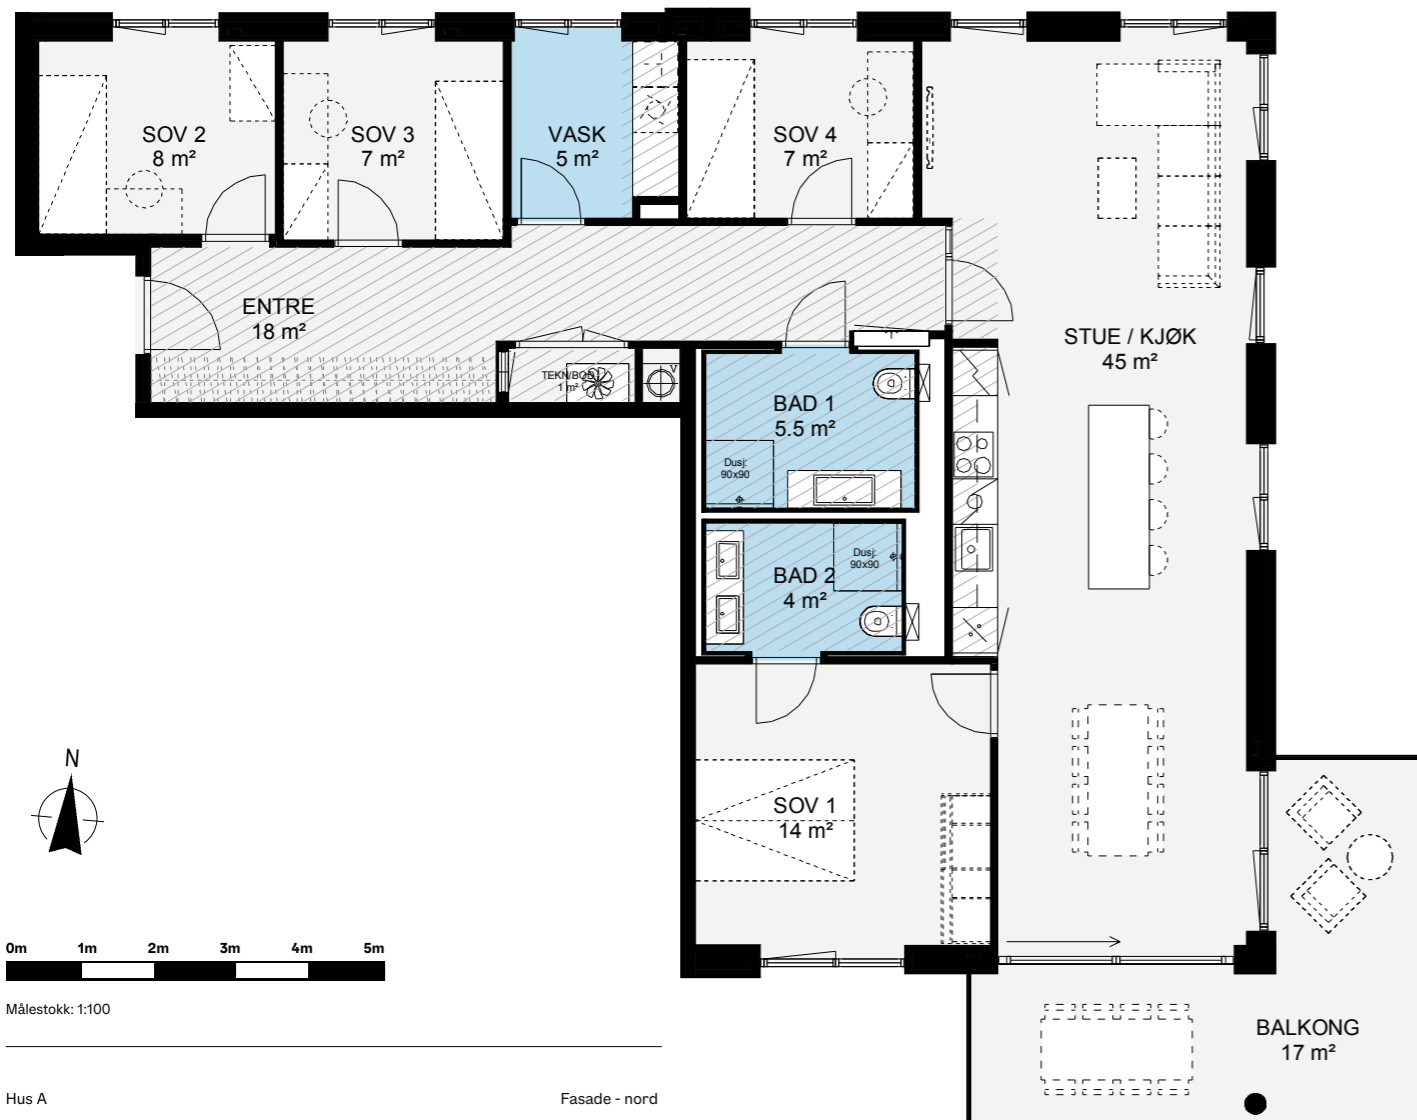 SOV 2
8 m²
SOV 3
7 m²
VASK
5 m²
SOV 4
7 m²
ENTRE
18 m²
STUE / KJØK
45 m²
TEKN/BOD
1 m²
V
BAD 1
5.5 m²
Dusj:
90x90
BAD 2
4 m²
Dusj:
90x90
SOV 1
14 m²
N
0m 1m 2m 3m 4m 5m
Målestokk: 1:100
BALKONG
17 m²
Hus A
Fasade - nord